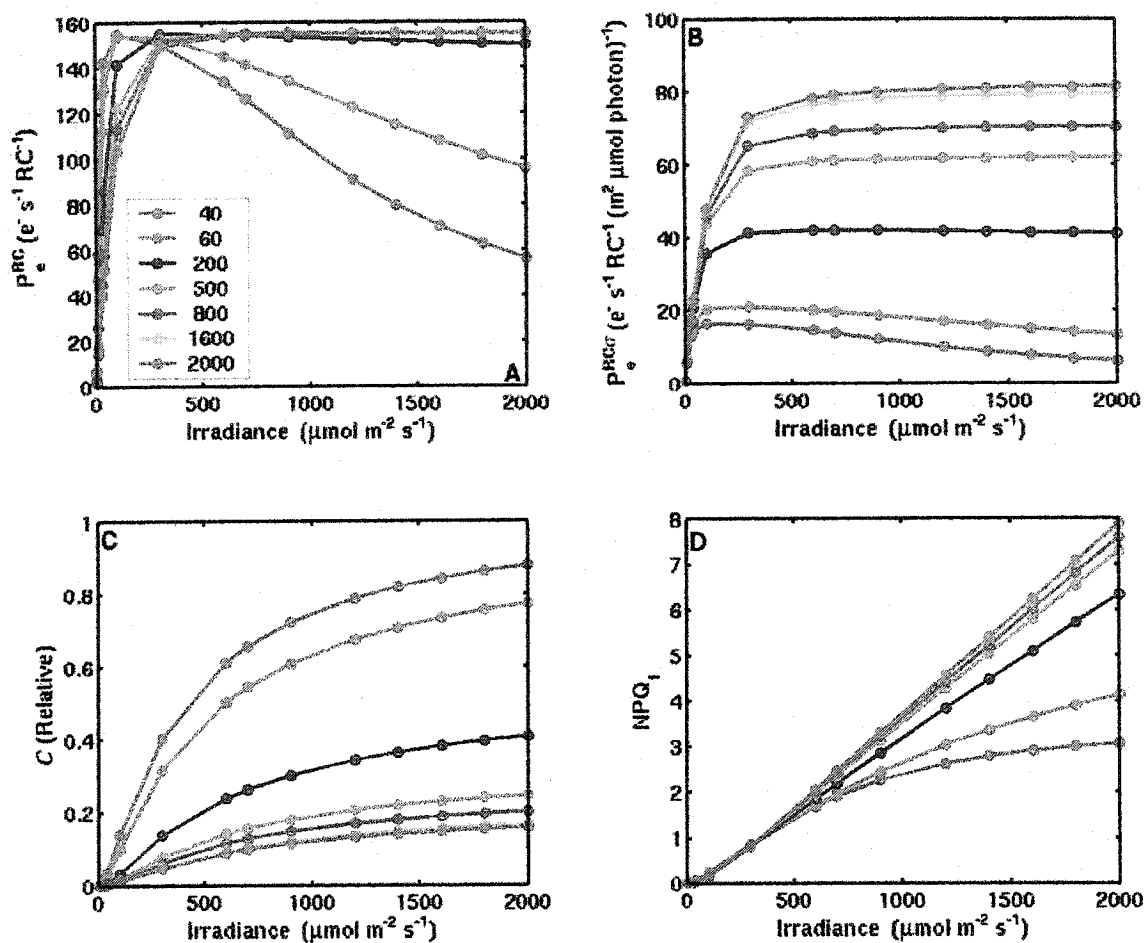 160
140
120
100
80
60
40
20
0
P_e^RC (e⁻ s⁻¹ RC⁻¹)
40
60
200
500
800
1600
2000
A
0 500 1000 1500 2000
Irradiance (μmol m⁻² s⁻¹)
B
100
80
60
40
20
0
P_e^RCσ (e⁻ s⁻¹ RC⁻¹ (m² μmol photon)⁻¹
0 500 1000 1500 2000
Irradiance (μmol m⁻² s⁻¹)
C
1
0.8
0.6
0.4
0.2
0
C (Relative)
0 500 1000 1500 2000
Irradiance (μmol m⁻² s⁻¹)
D
8
7
6
5
4
3
2
1
0
NPQ_f
0 500 1000 1500 2000
Irradiance (μmol m⁻² s⁻¹)